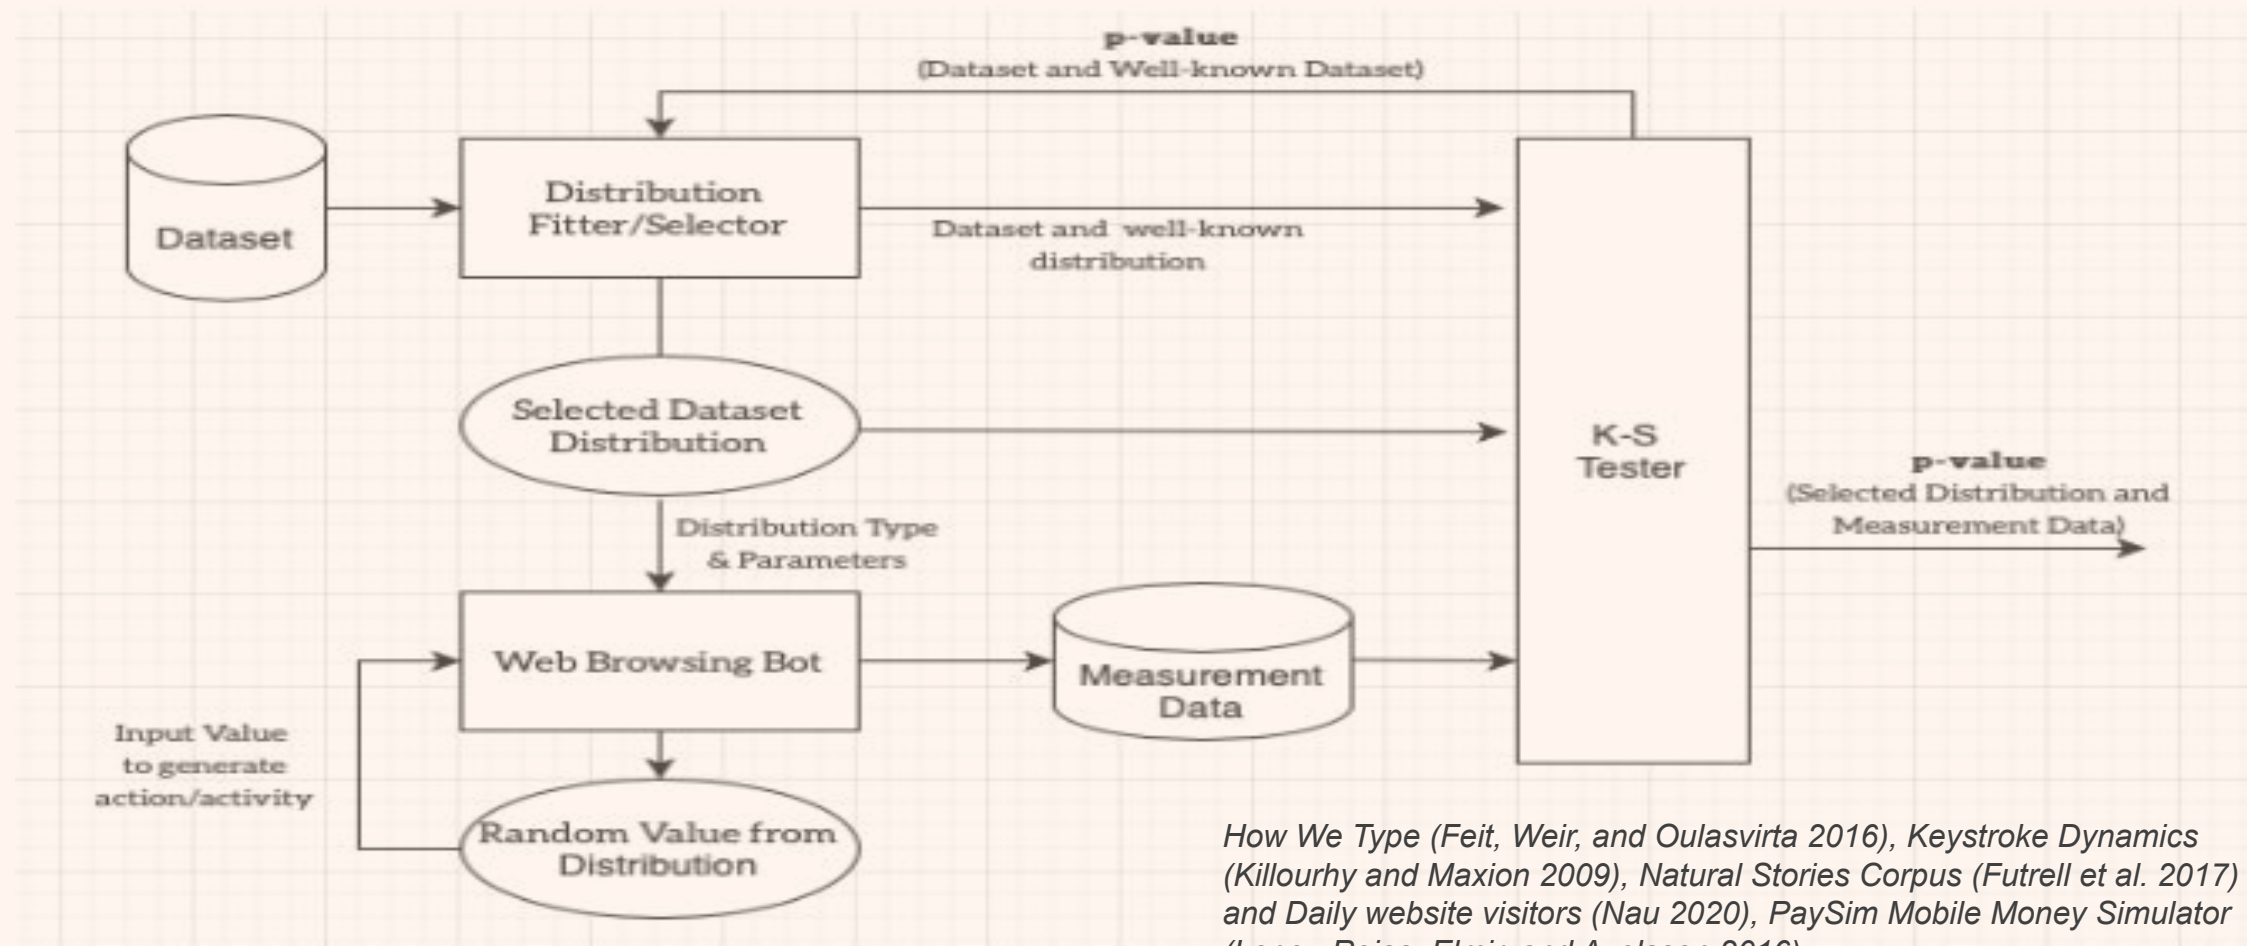 p-value
(Dataset and Well-known Dataset)
Dataset
Distribution
Fitter/Selector
Dataset and well-known
distribution
Selected Dataset
Distribution
K-S
Tester
p-value
(Selected Distribution and
Measurement Data)
Distribution Type
& Parameters
Web Browsing Bot
Measurement
Data
Input Value
to generate
action/activity
Random Value from
Distribution
How We Type (Feit, Weir, and Oulasvirta 2016), Keystroke Dynamics
(Killourhy and Maxion 2009), Natural Stories Corpus (Futrell et al. 2017)
and Daily website visitors (Nau 2020), PaySim Mobile Money Simulator